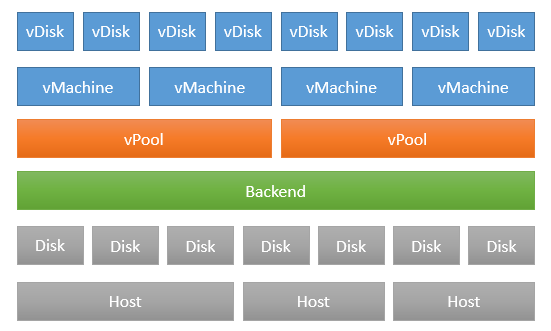 vDisk vDisk vDisk vDisk vDisk vDisk vDisk vDisk
vMachine vMachine vMachine vMachine
vPool vPool
Backend
Disk Disk Disk Disk Disk Disk Disk
Host Host Host